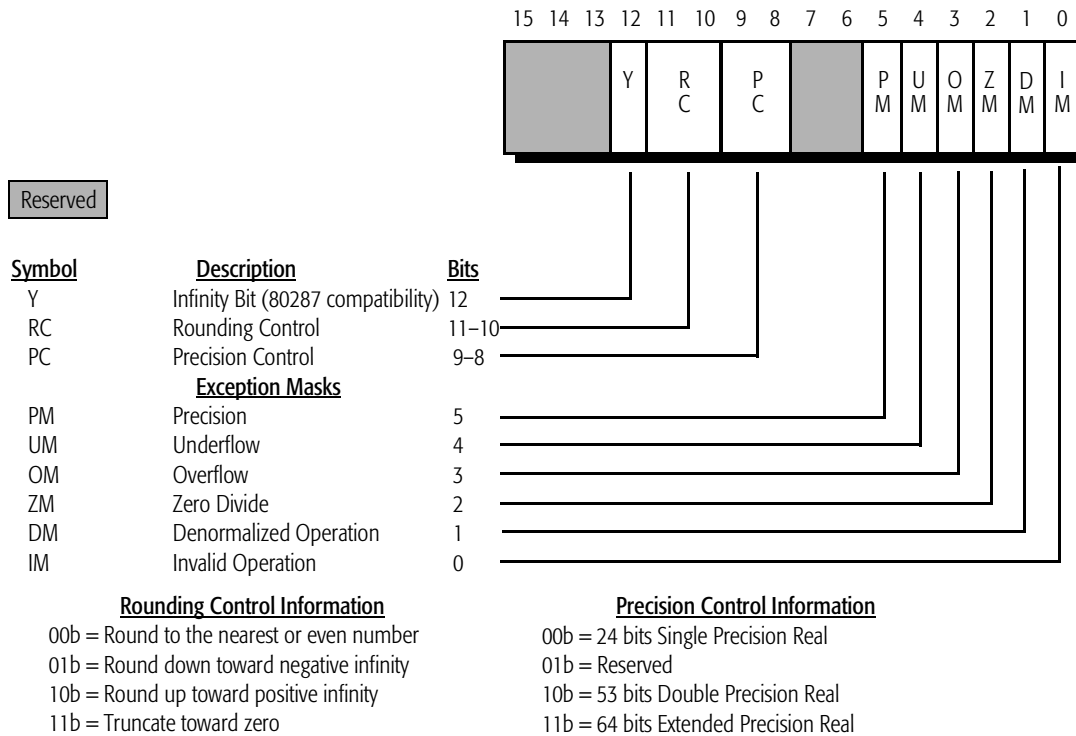 15 14 13 12 11 10 9 8 7 6 5 4 3 2 1 0
Y R C P C P M U M O M Z M D M I M
Reserved
Symbol Description Bits
Y Infinity Bit (80287 compatibility) 12
RC Rounding Control 11–10
PC Precision Control 9–8
Exception Masks
PM Precision 5
UM Underflow 4
OM Overflow 3
ZM Zero Divide 2
DM Denormalized Operation 1
IM Invalid Operation 0
Rounding Control Information
00b = Round to the nearest or even number
01b = Round down toward negative infinity
10b = Round up toward positive infinity
11b = Truncate toward zero
Precision Control Information
00b = 24 bits Single Precision Real
01b = Reserved
10b = 53 bits Double Precision Real
11b = 64 bits Extended Precision Real